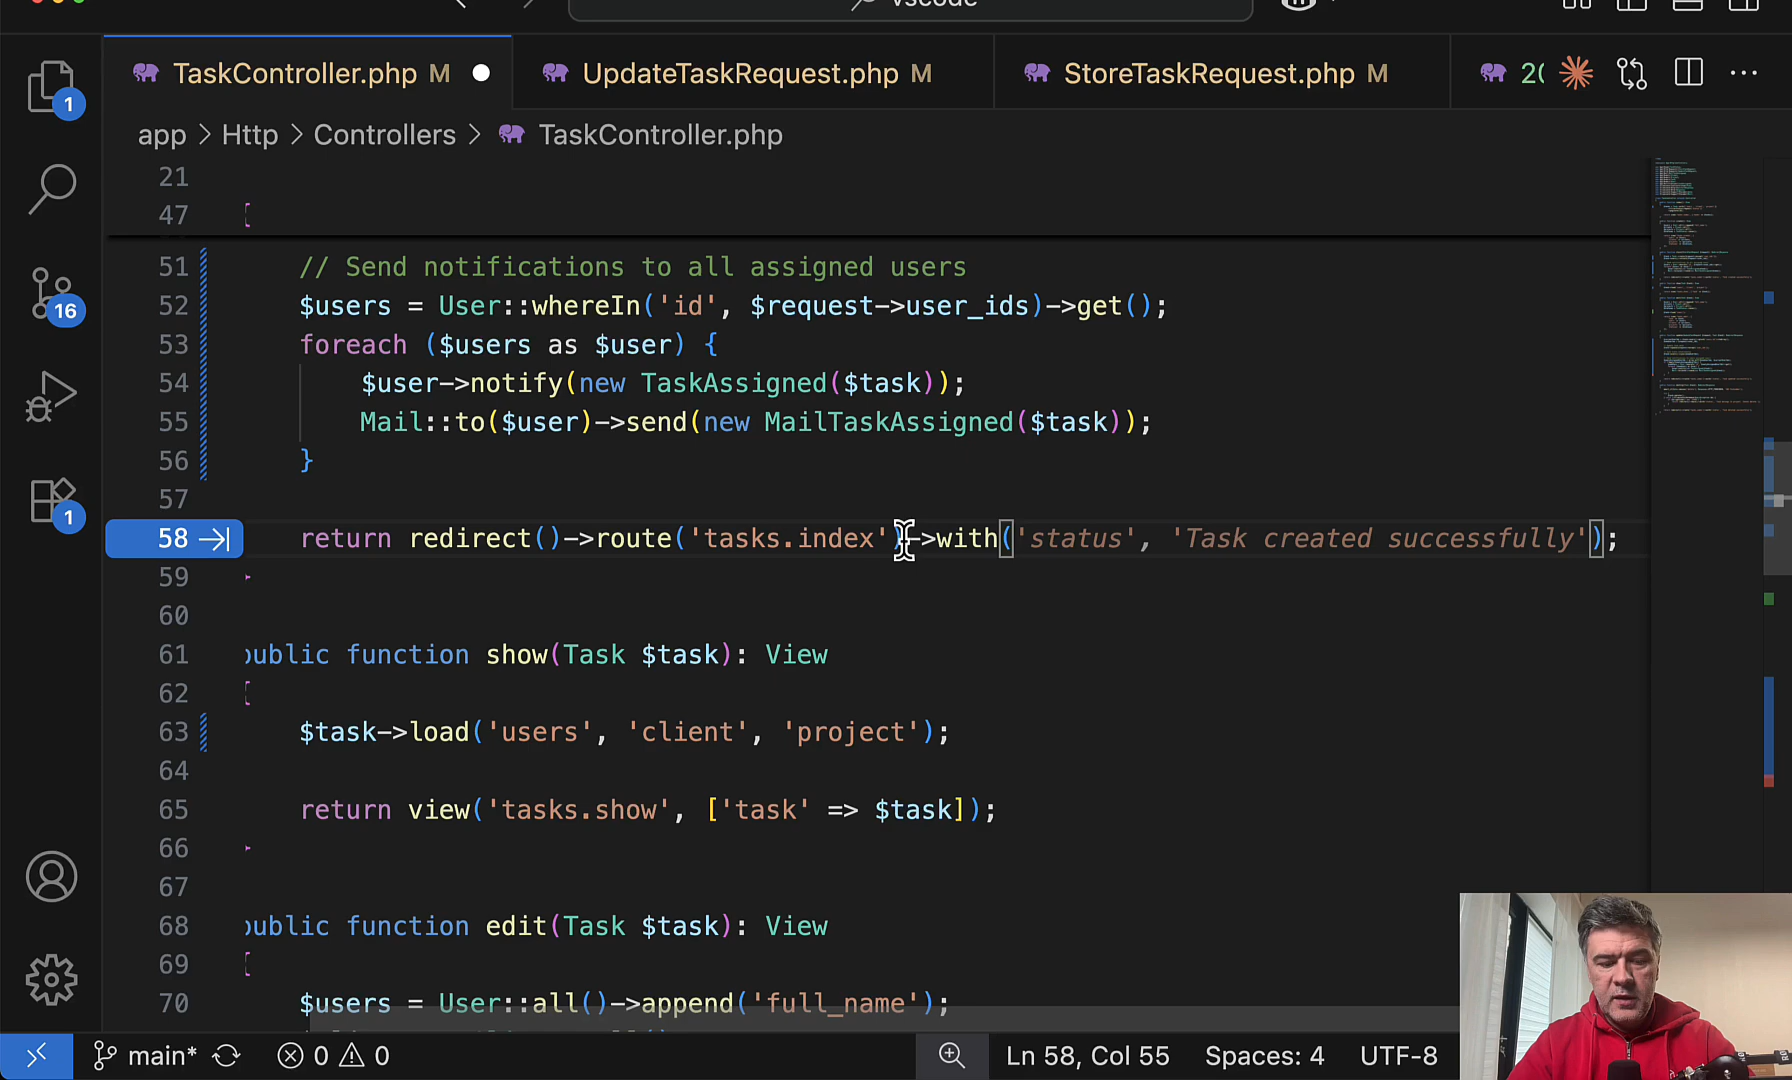 vscode
TaskController.php M
UpdateTaskRequest.php M
StoreTaskRequest.php M
app > Http > Controllers > TaskController.php
21
47
51 // Send notifications to all assigned users
52 $users = User::whereIn('id', $request->user_ids)->get();
53 foreach ($users as $user) {
54 $user->notify(new TaskAssigned($task));
55 Mail::to($user)->send(new MailTaskAssigned($task));
56 }
57
58 return redirect()->route('tasks.index')->with('status', 'Task created successfully');
59
60
61 public function show(Task $task): View
62
63 $task->load('users', 'client', 'project');
64
65 return view('tasks.show', ['task' => $task]);
66
67
68 public function edit(Task $task): View
69
70 $users = User::all()->append('full_name');
1
16
1
main*
0 0
Ln 58, Col 55
Spaces: 4
UTF-8